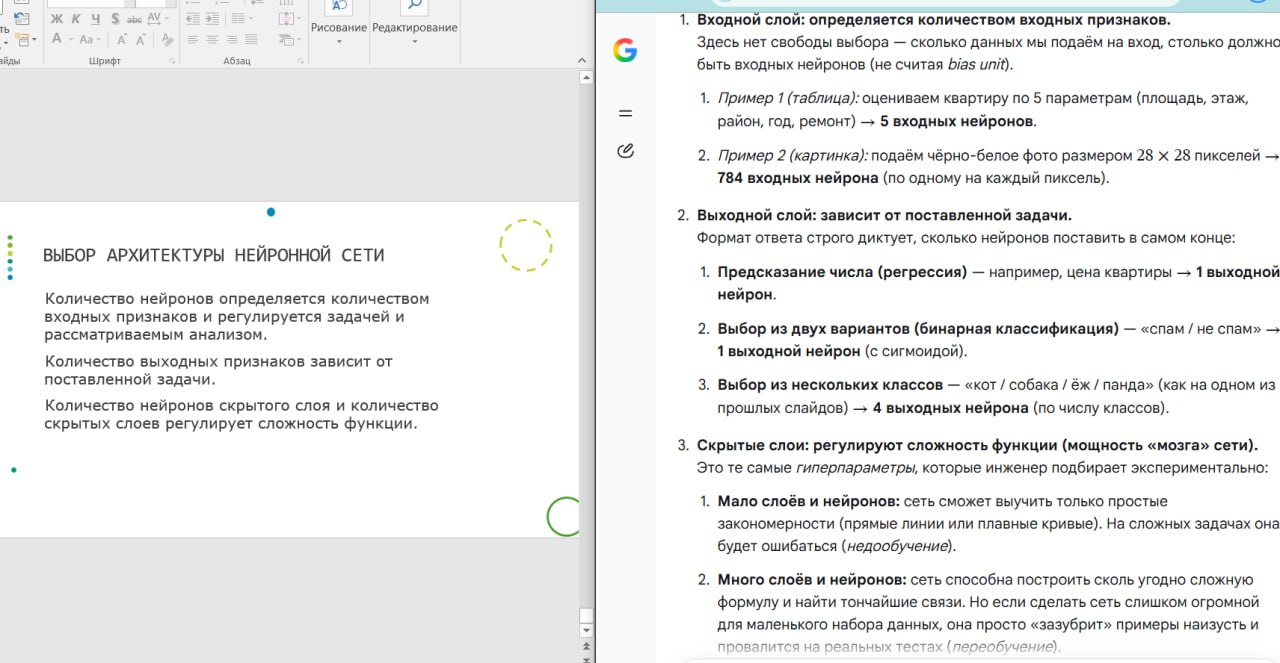 Ж К Ч S abc AV
А Aa А А
Рисование
Редактирование
Шрифт
Абзац
ВЫБОР АРХИТЕКТУРЫ НЕЙРОННОЙ СЕТИ
Количество нейронов определяется количеством
входных признаков и регулируется задачей и
рассматриваемым анализом.
Количество выходных признаков зависит от
поставленной задачи.
Количество нейронов скрытого слоя и количество
скрытых слоев регулирует сложность функции.
1. Входной слой: определяется количеством входных признаков.
Здесь нет свободы выбора — сколько данных мы подаём на вход, столько должно
быть входных нейронов (не считая bias unit).
1. Пример 1 (таблица): оцениваем квартиру по 5 параметрам (площадь, этаж,
район, год, ремонт) → 5 входных нейронов.
2. Пример 2 (картинка): подаём чёрно-белое фото размером 28 × 28 пикселей →
784 входных нейрона (по одному на каждый пиксель).
2. Выходной слой: зависит от поставленной задачи.
Формат ответа строго диктует, сколько нейронов поставить в самом конце:
1. Предсказание числа (регрессия) — например, цена квартиры → 1 выходной
нейрон.
2. Выбор из двух вариантов (бинарная классификация) — «спам / не спам» →
1 выходной нейрон (с сигмоидой).
3. Выбор из нескольких классов — «кот / собака / ёж / панда» (как на одном из
прошлых слайдов) → 4 выходных нейрона (по числу классов).
3. Скрытые слои: регулируют сложность функции (мощность «мозга» сети).
Это те самые гиперпараметры, которые инженер подбирает экспериментально:
1. Мало слоёв и нейронов: сеть сможет выучить только простые
закономерности (прямые линии или плавные кривые). На сложных задачах она
будет ошибаться (недообучение).
2. Много слоёв и нейронов: сеть способна построить сколь угодно сложную
формулу и найти тончайшие связи. Но если сделать сеть слишком огромной
для маленького набора данных, она просто «зазубрит» примеры наизусть и
провалится на реальных тестах (переобучение).